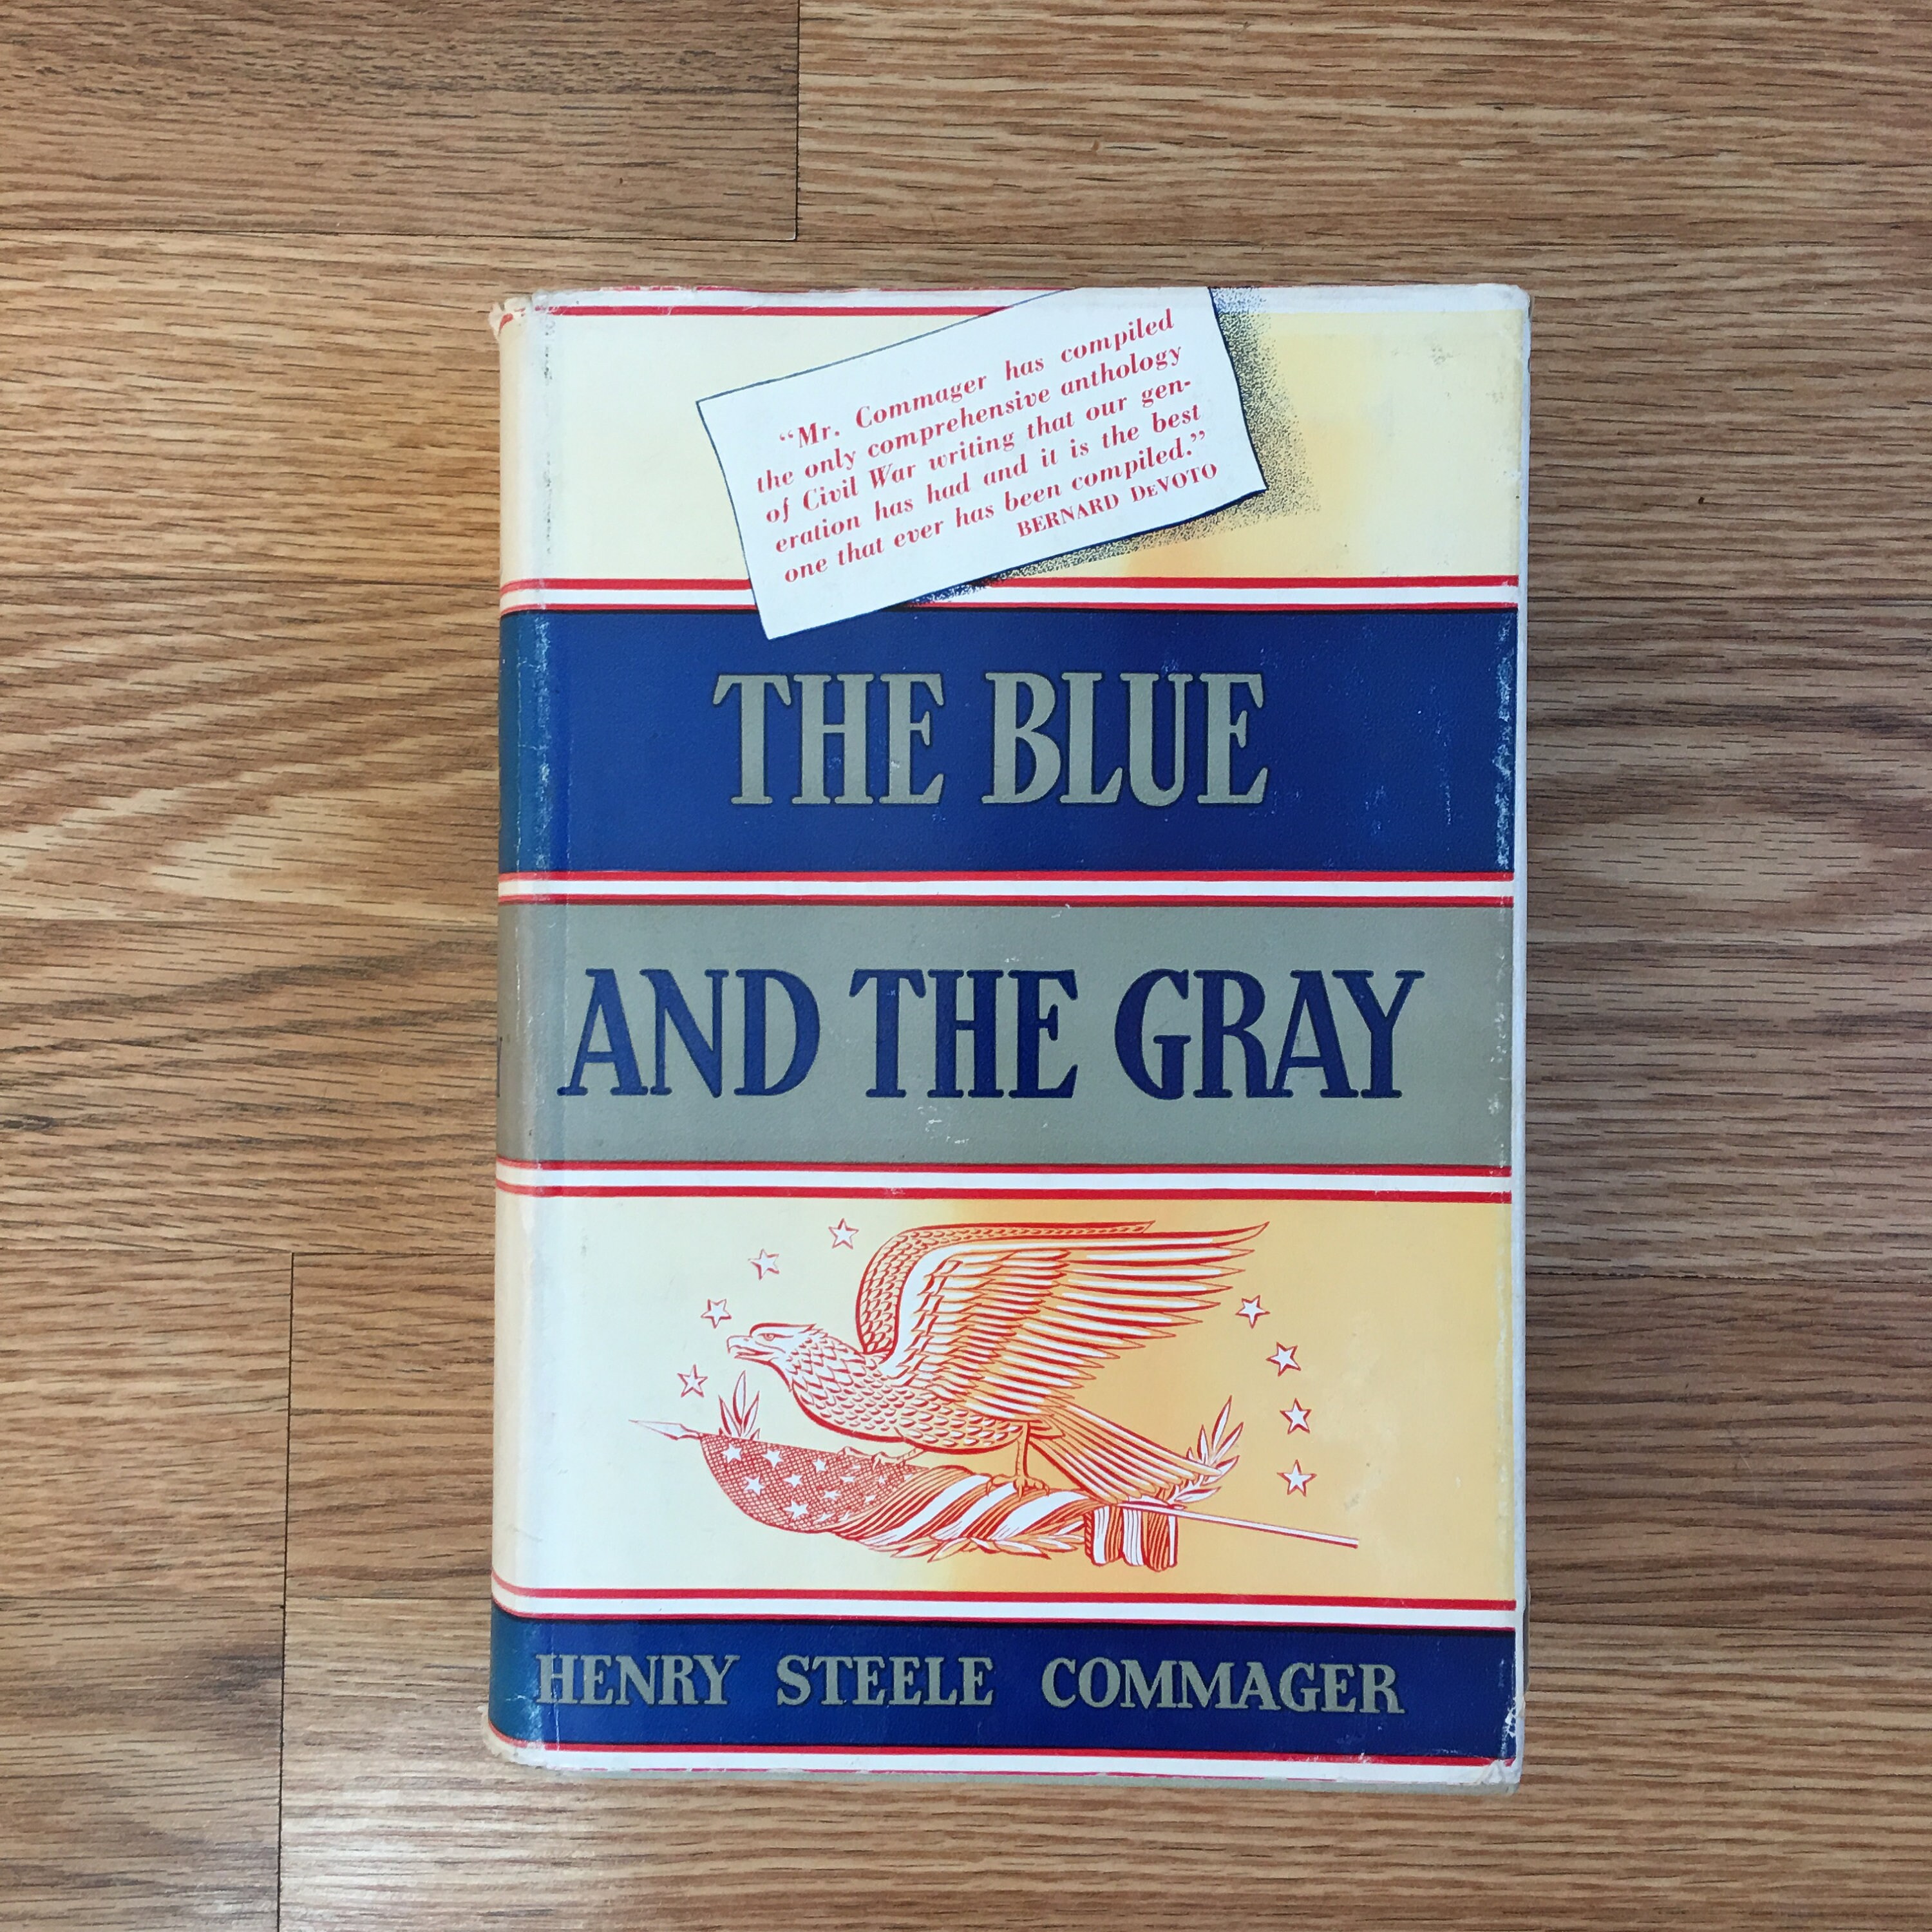 “Mr. Commager has compiled
the only comprehensive anthology
of Civil War writing that our gen-
eration has had and it is the best
one that ever has been compiled.”
BERNARD DeVOTO
THE BLUE
AND THE GRAY
HENRY STEELE COMMAGER